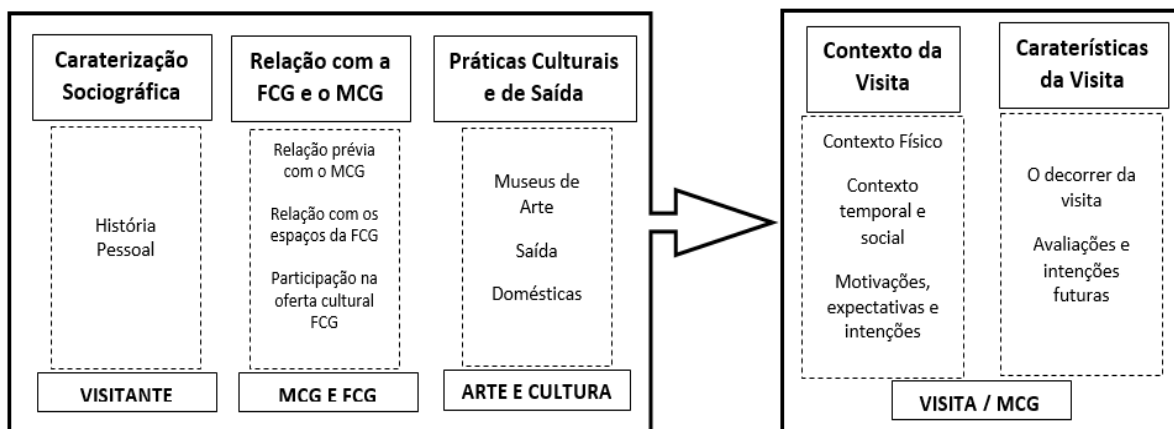 Caraterização
Sociográfica
História
Pessoal
VISITANTE
Relação com a
FCG e o MCG
Relação prévia
com o MCG
Relação com os
espaços da FCG
Participação na
oferta cultural
FCG
MCG E FCG
Práticas Culturais
e de Saída
Museus de
Arte
Saída
Domésticas
ARTE E CULTURA
Contexto da
Visita
Contexto Físico
Contexto
temporal e
social
Motivações,
expectativas e
intenções
Caraterísticas
da Visita
O decorrer da
visita
Avaliações e
intenções
futuras
VISITA / MCG